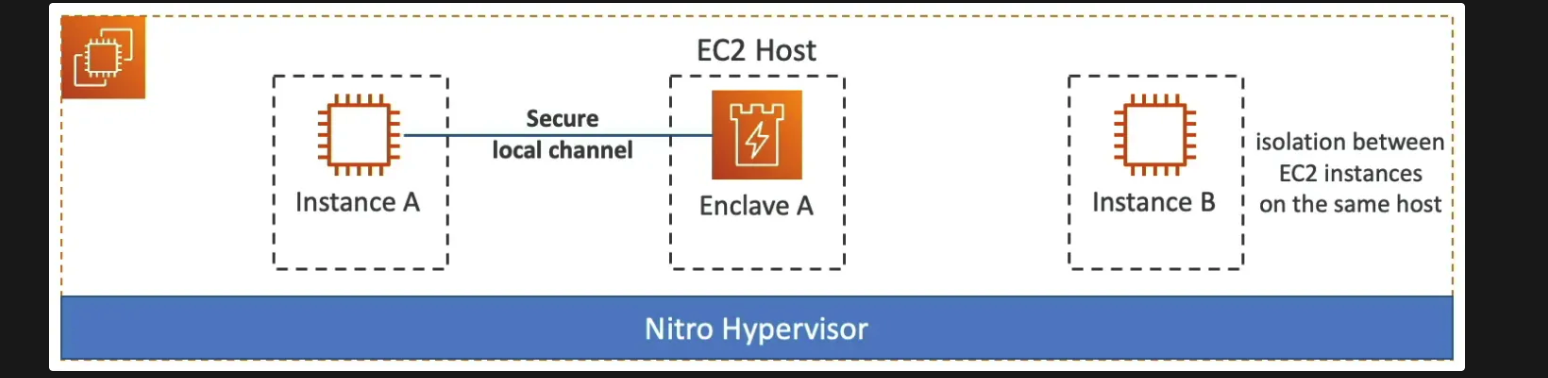 EC2 Host
Secure
local channel
Instance A
Enclave A
Instance B
isolation between
EC2 instances
on the same host
Nitro Hypervisor